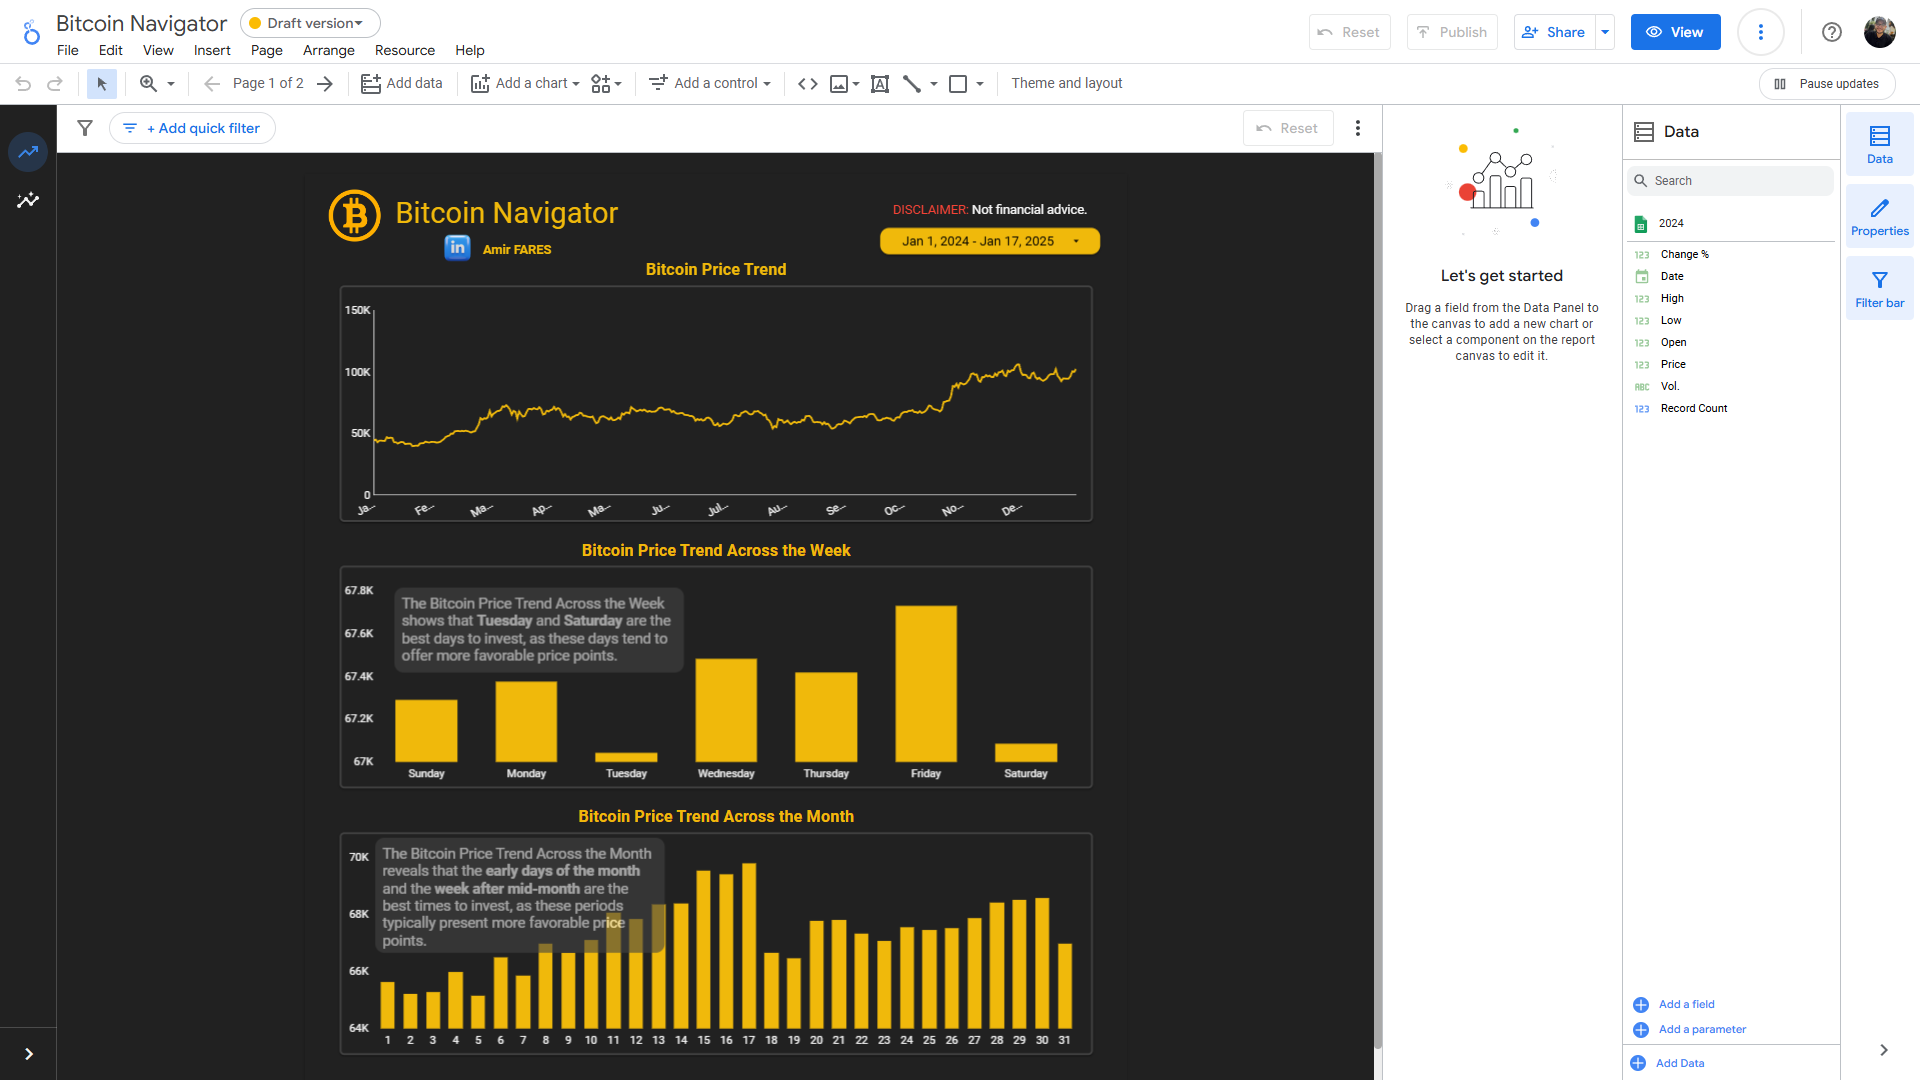 Bitcoin Navigator
Draft version
Reset
Publish
Share
View
File Edit View Insert Page Arrange Resource Help
Page 1 of 2
Add data
Add a chart
Add a control
Theme and layout
Pause updates
+ Add quick filter
Reset
Bitcoin Navigator
in
Amir FARES
DISCLAIMER: Not financial advice.
Jan 1, 2024 - Jan 17, 2025
Bitcoin Price Trend
150K
100K
50K
0
Ja... Fe... Ma... Ap... Ma... Ju... Jul... Au... Se... Oc... No... De...
Bitcoin Price Trend Across the Week
67.8K
67.6K
67.4K
67.2K
67K
The Bitcoin Price Trend Across the Week
shows that Tuesday and Saturday are the
best days to invest, as these days tend to
offer more favorable price points.
Sunday Monday Tuesday Wednesday Thursday Friday Saturday
Bitcoin Price Trend Across the Month
70K
68K
66K
64K
The Bitcoin Price Trend Across the Month
reveals that the early days of the month
and the week after mid-month are the
best times to invest, as these periods
typically present more favorable price
points.
1 2 3 4 5 6 7 8 9 10 11 12 13 14 15 16 17 18 19 20 21 22 23 24 25 26 27 28 29 30 31
Let's get started
Drag a field from the Data Panel to
the canvas to add a new chart or
select a component on the report
canvas to edit it.
Data
Search
2024
123 Change %
Date
123 High
123 Low
123 Open
123 Price
ABC Vol.
123 Record Count
Add a field
Add a parameter
Add Data
Data
Properties
Filter bar